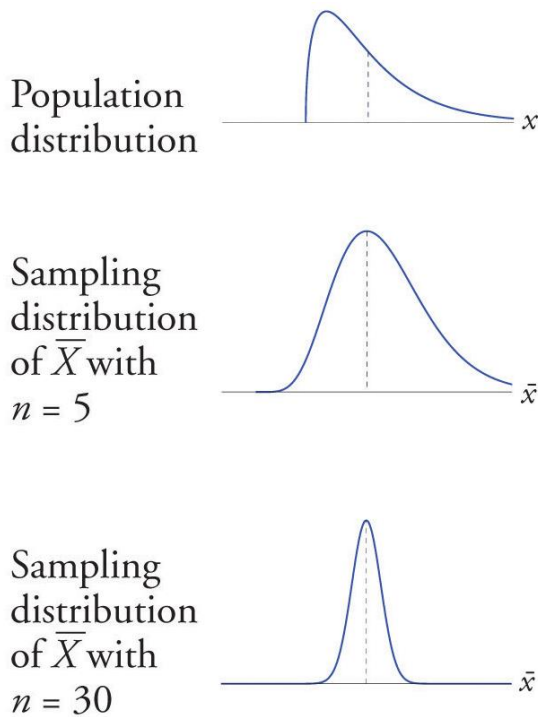 Population
distribution
x
Sampling
distribution
of X̅ with
n = 5
x̄
Sampling
distribution
of X̅ with
n = 30
x̄